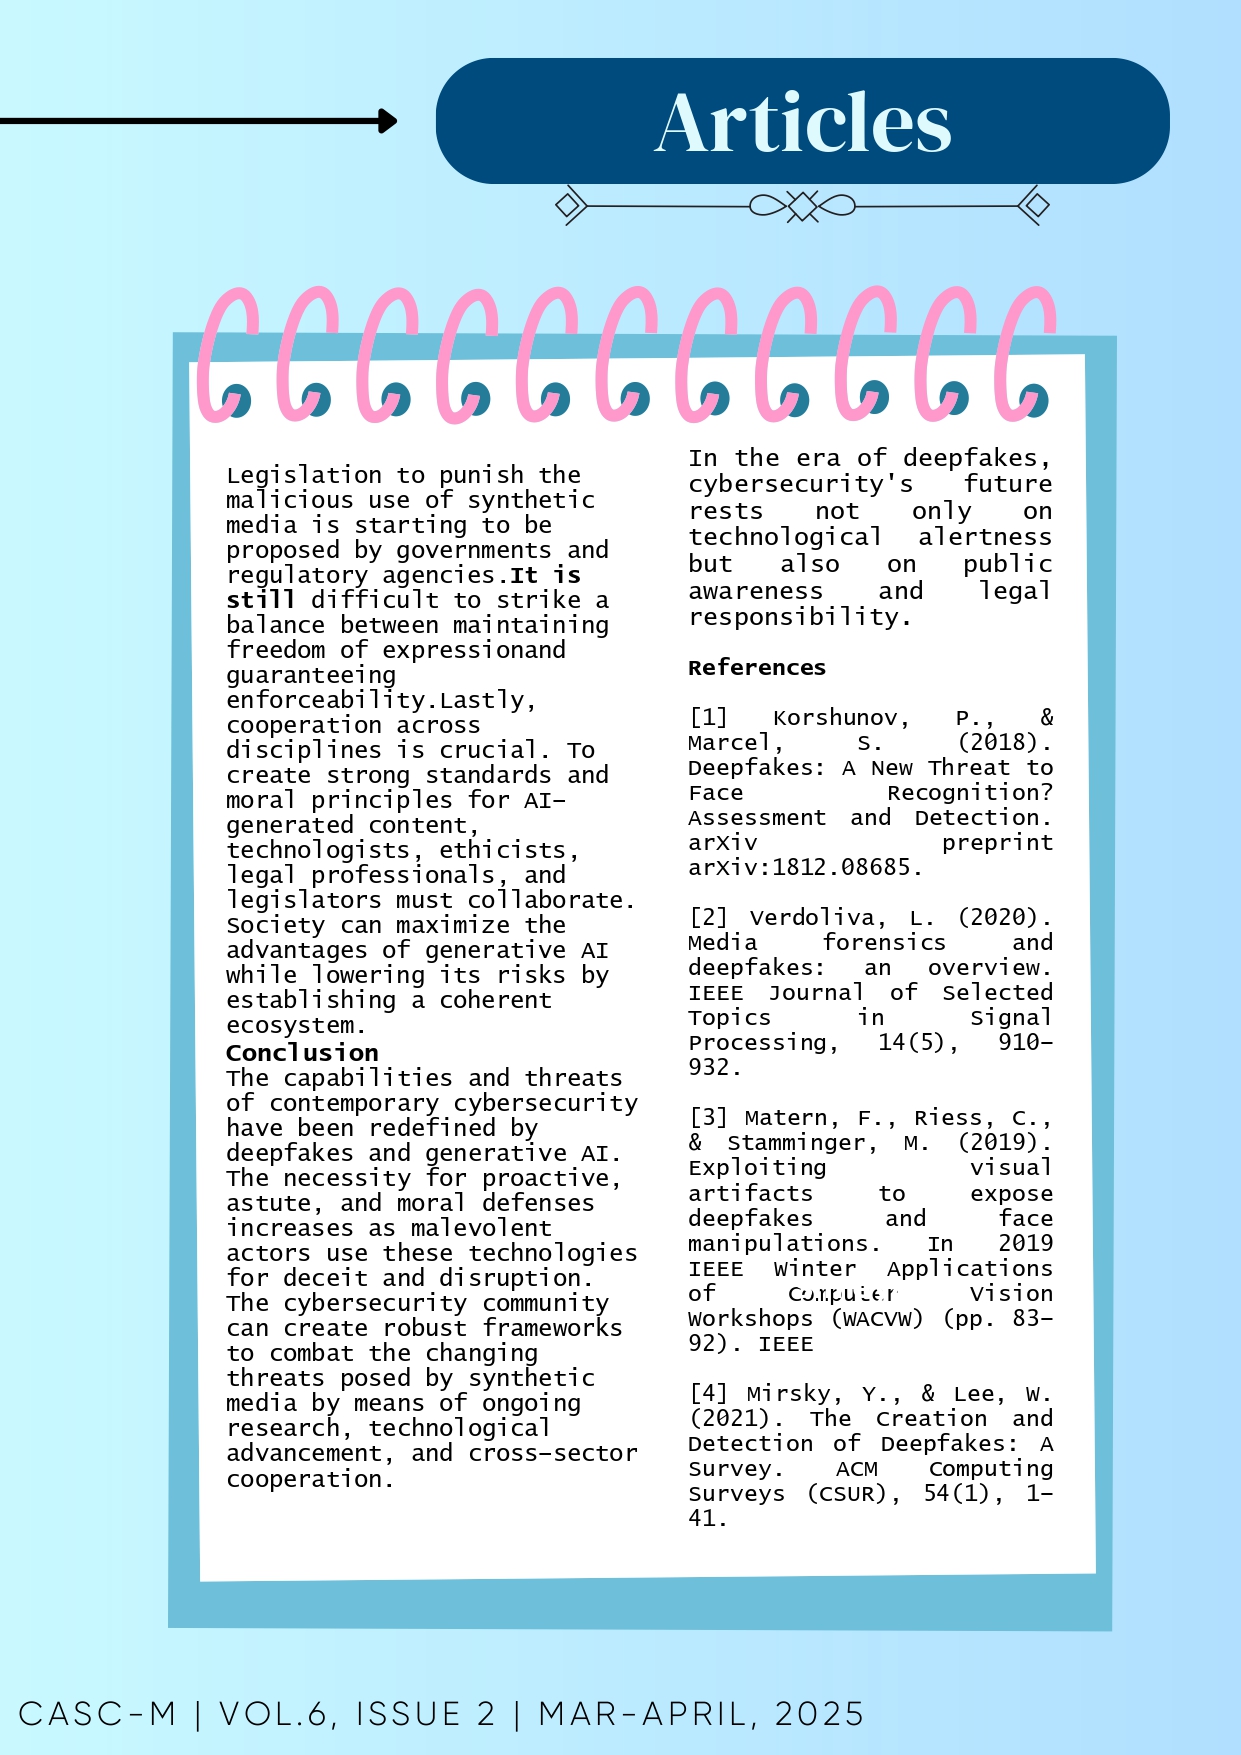 Articles
Legislation to punish the
malicious use of synthetic
media is starting to be
proposed by governments and
regulatory agencies.It is
still difficult to strike a
balance between maintaining
freedom of expressionand
guaranteeing
enforceability.Lastly,
cooperation across
disciplines is crucial. To
create strong standards and
moral principles for AI-
generated content,
technologists, ethicists,
legal professionals, and
legislators must collaborate.
Society can maximize the
advantages of generative AI
while lowering its risks by
establishing a coherent
ecosystem.
Conclusion
The capabilities and threats
of contemporary cybersecurity
have been redefined by
deepfakes and generative AI.
The necessity for proactive,
astute, and moral defenses
increases as malevolent
actors use these technologies
for deceit and disruption.
The cybersecurity community
can create robust frameworks
to combat the changing
threats posed by synthetic
media by means of ongoing
research, technological
advancement, and cross-sector
cooperation.
In the era of deepfakes,
cybersecurity's future
rests not only on
technological alertness
but also on public
awareness and legal
responsibility.
References
[1] Korshunov, P., &
Marcel, S. (2018).
Deepfakes: A New Threat to
Face Recognition?
Assessment and Detection.
arXiv preprint
arXiv:1812.08685.
[2] Verdoliva, L. (2020).
Media forensics and
deepfakes: an overview.
IEEE Journal of Selected
Topics in Signal
Processing, 14(5), 910-
932.
[3] Matern, F., Riess, C.,
& Stamminger, M. (2019).
Exploiting visual
artifacts to expose
deepfakes and face
manipulations. In 2019
IEEE Winter Applications
of Computer Vision
Workshops (WACVW) (pp. 83-
92). IEEE
[4] Mirsky, Y., & Lee, W.
(2021). The Creation and
Detection of Deepfakes: A
Survey. ACM Computing
Surveys (CSUR), 54(1), 1-
41.
CASC-M | VOL.6, ISSUE 2 | MAR-APRIL, 2025